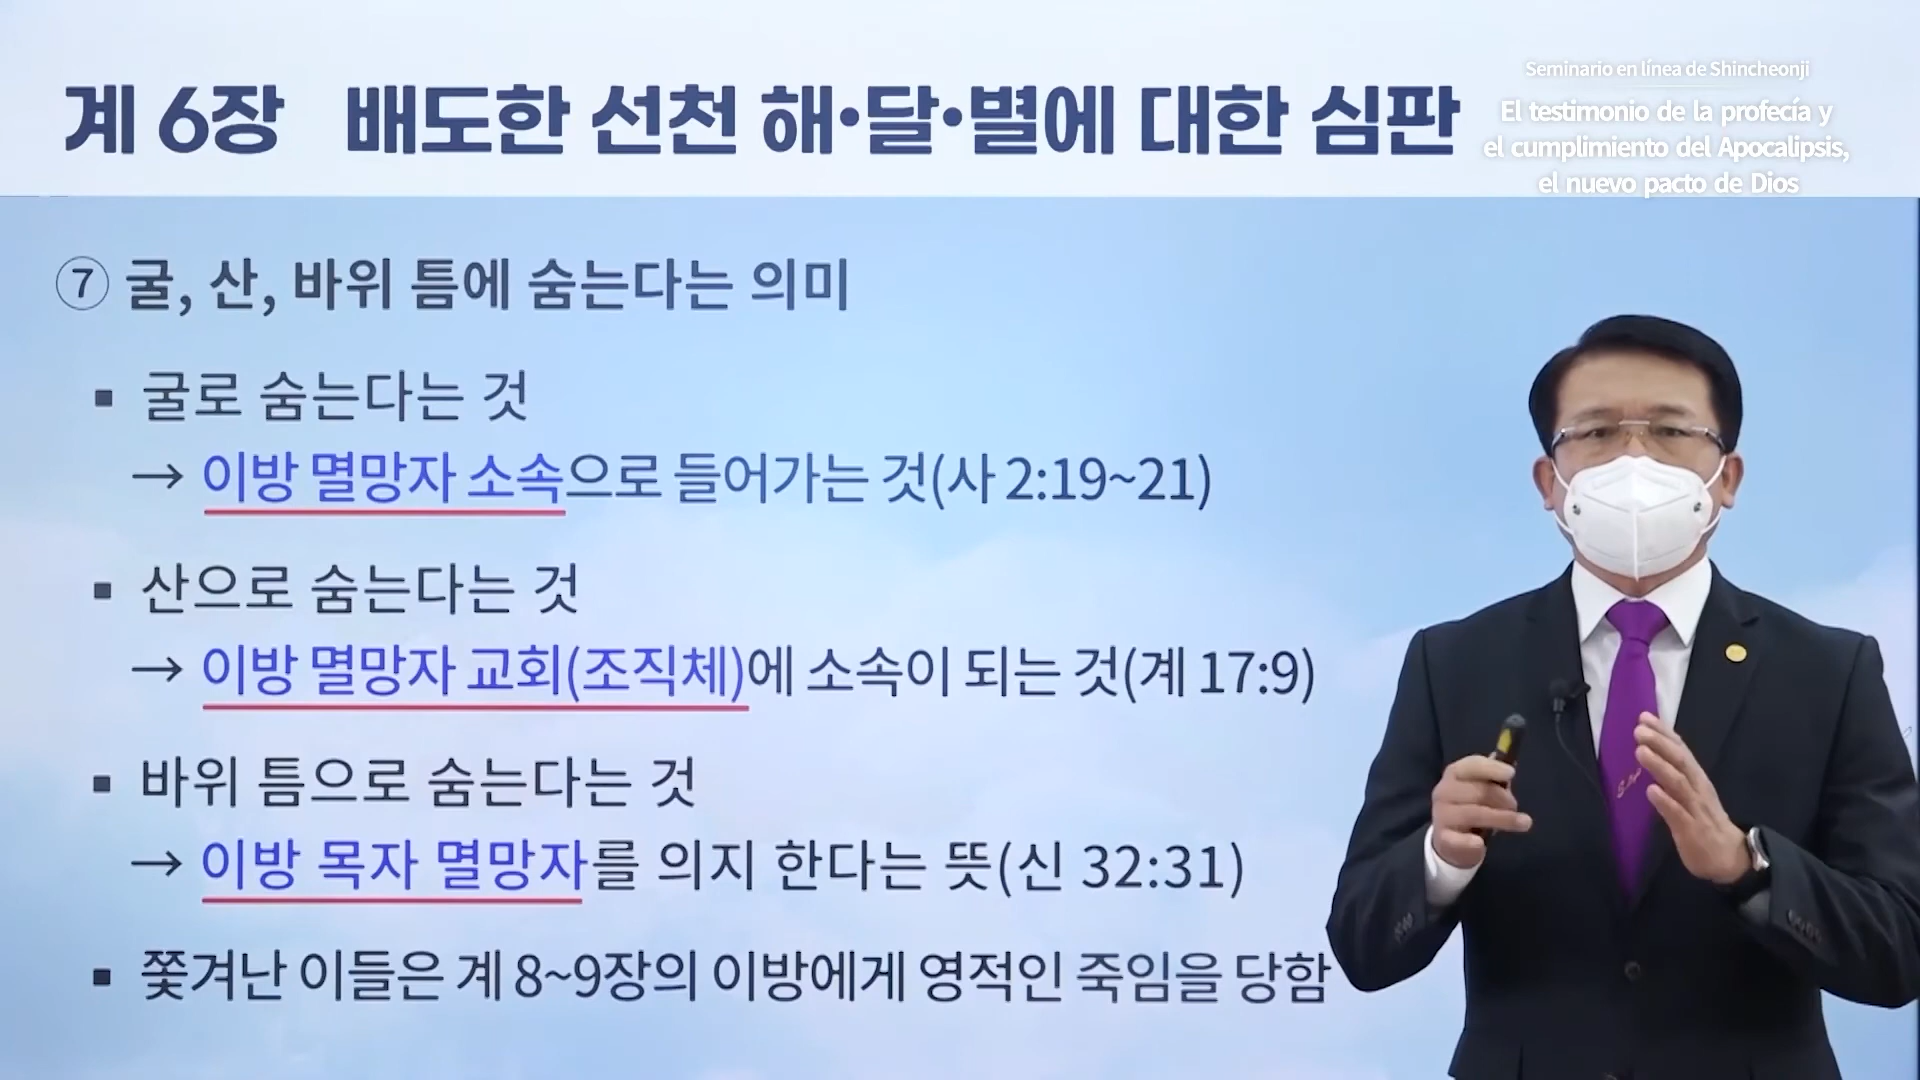 계 6장 배도한 선천 해·달·별에 대한 심판
Seminario en línea de Shincheonji
El testimonio de la profecía y
el cumplimiento del Apocalipsis,
el nuevo pacto de Dios
⑦ 굴, 산, 바위 틈에 숨는다는 의미
▪ 굴로 숨는다는 것
→ 이방 멸망자 소속으로 들어가는 것(사 2:19~21)
▪ 산으로 숨는다는 것
→ 이방 멸망자 교회(조직체)에 소속이 되는 것(계 17:9)
▪ 바위 틈으로 숨는다는 것
→ 이방 목자 멸망자를 의지 한다는 뜻(신 32:31)
▪ 쫓겨난 이들은 계 8~9장의 이방에게 영적인 죽임을 당함